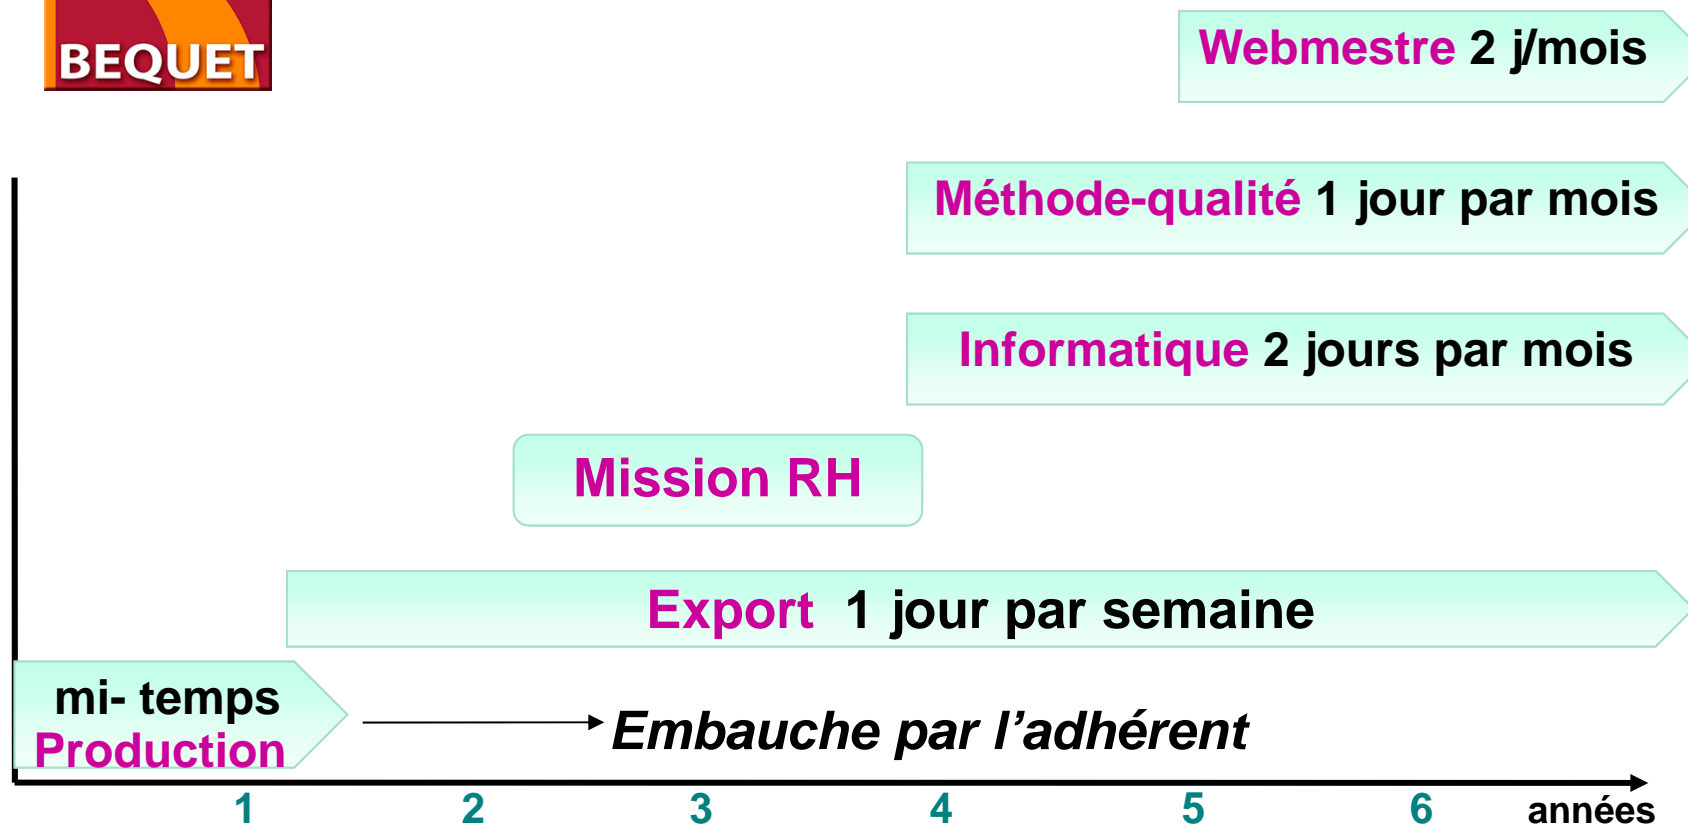 BEQUET
Webmestre 2 j/mois
Méthode-qualité 1 jour par mois
Informatique 2 jours par mois
Mission RH
Export 1 jour par semaine
mi- temps
Production
Embauche par l’adhérent
1 2 3 4 5 6 années